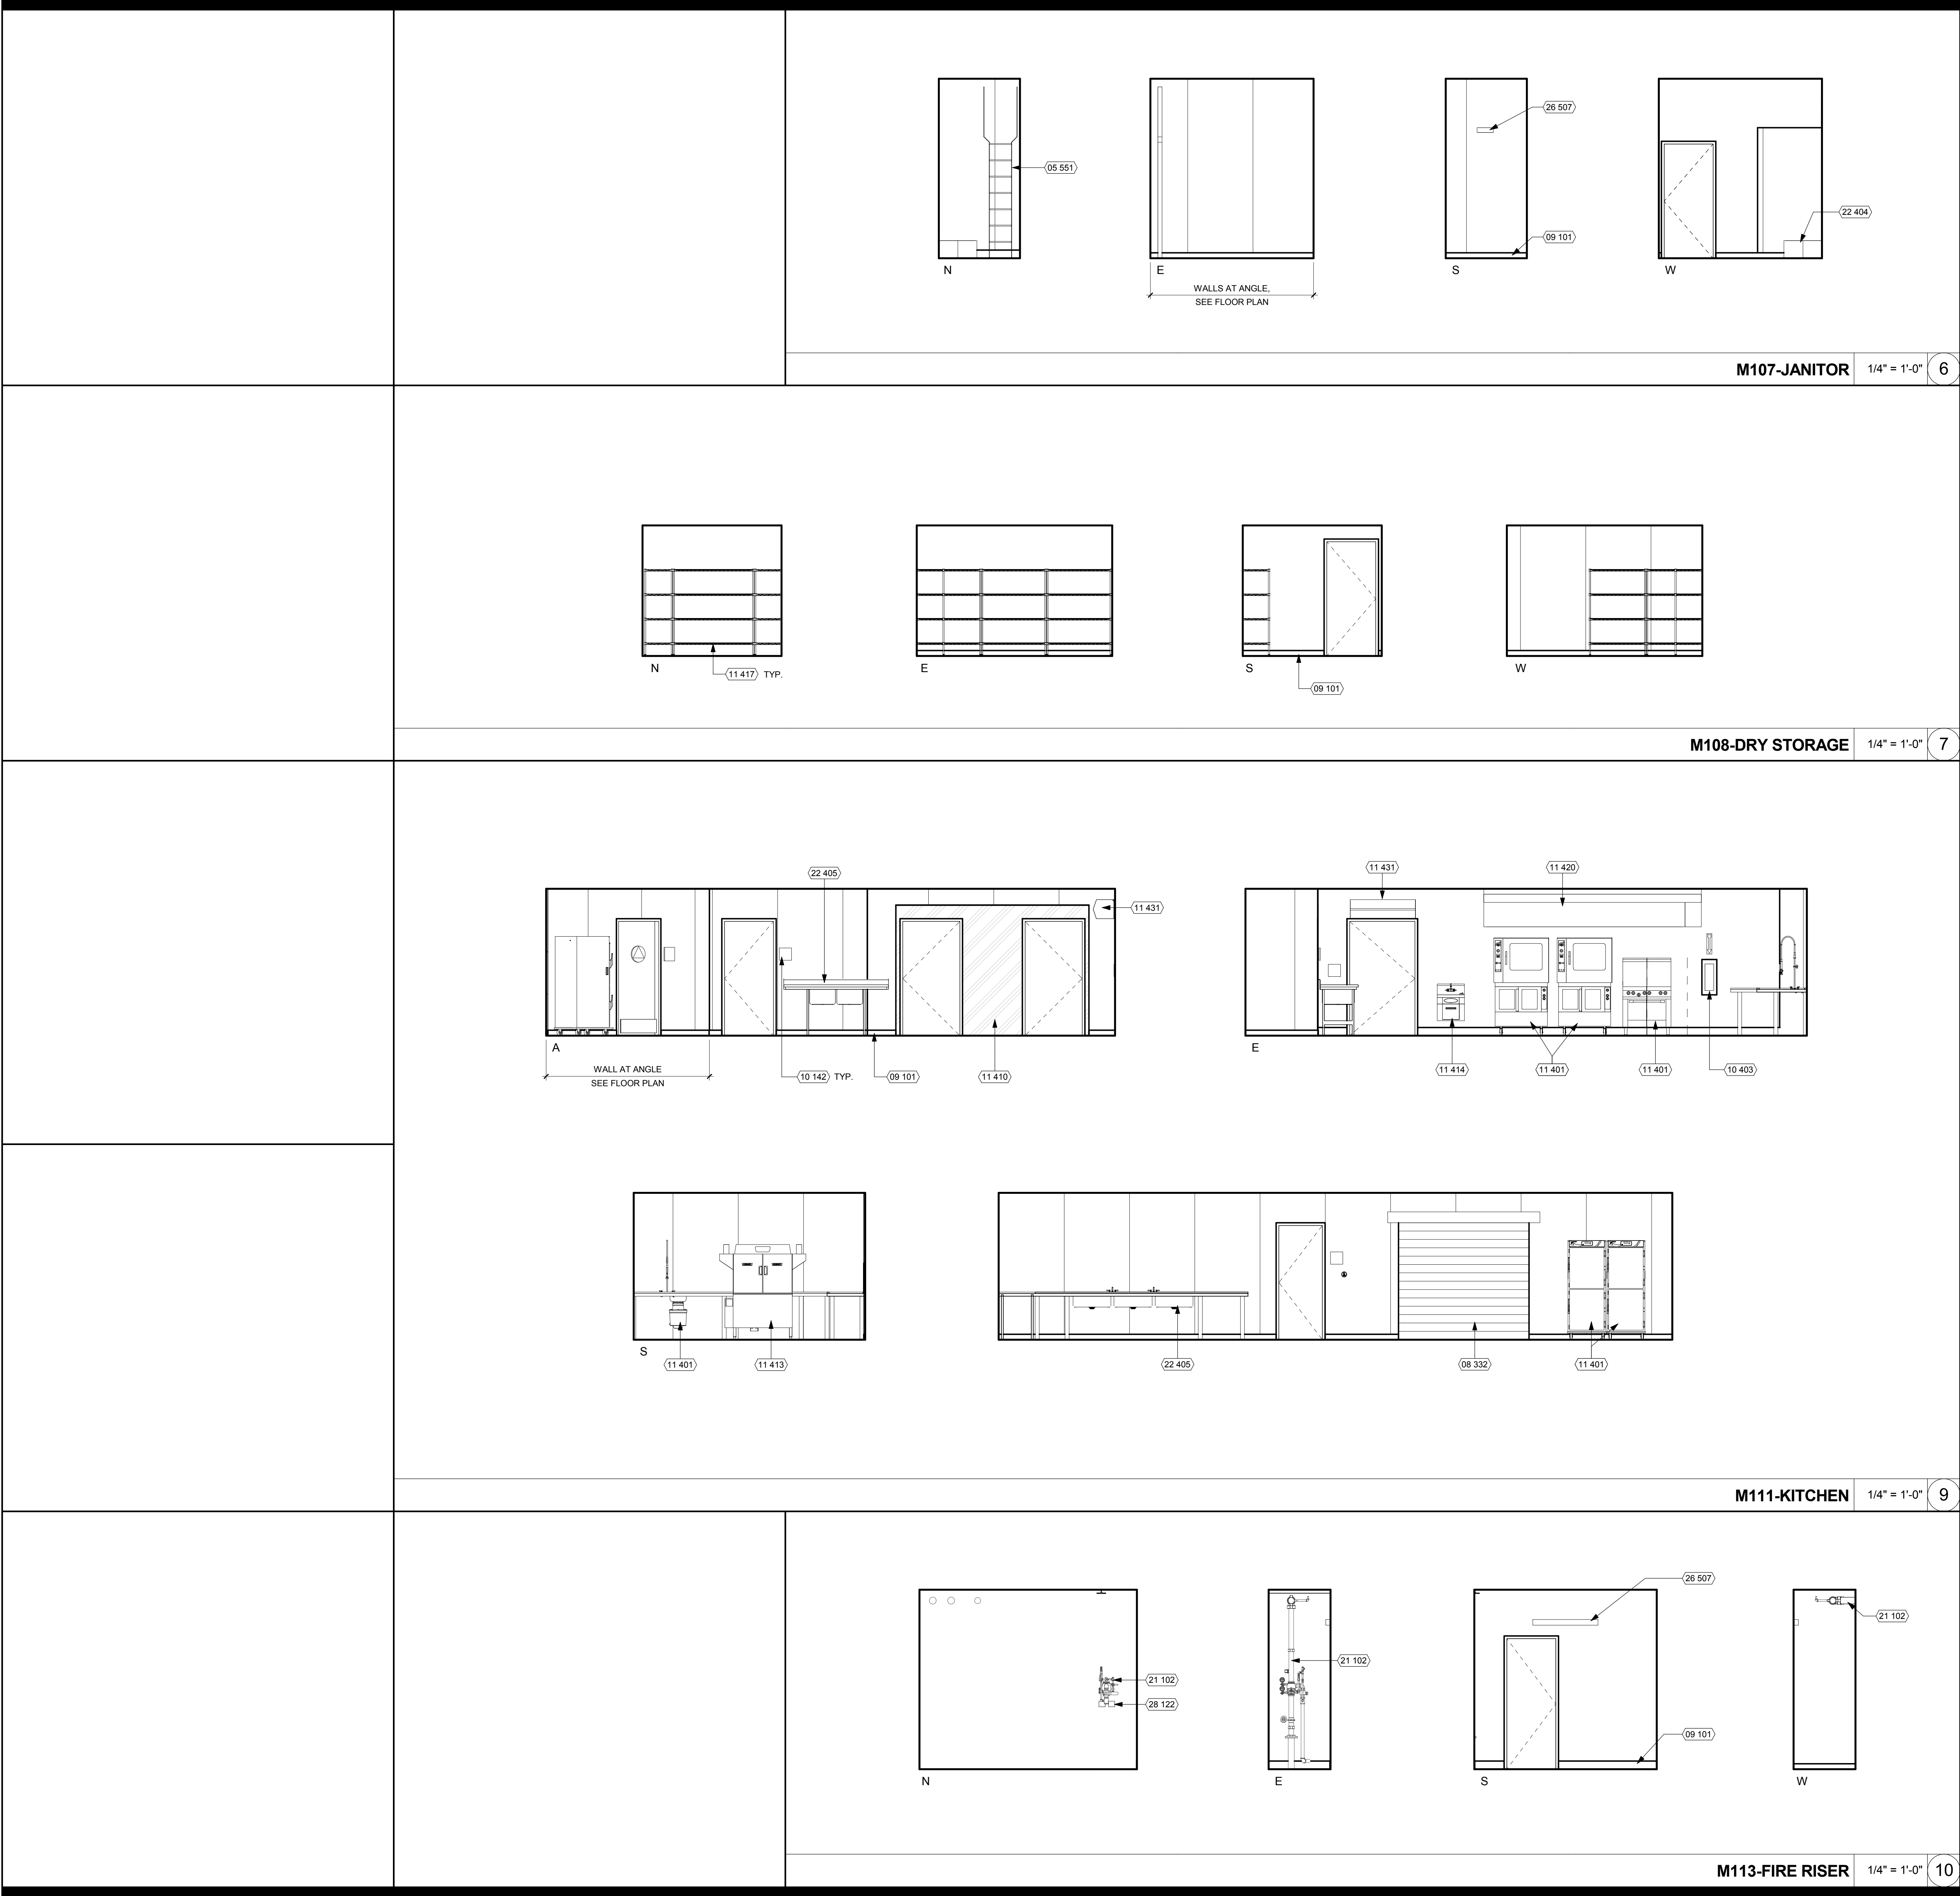 26 507
05 551
22 404
09 101
N
E
S
W
WALLS AT ANGLE,
SEE FLOOR PLAN
M107-JANITOR
1/4" = 1'-0"
6
N
E
S
W
11 417
TYP.
09 101
M108-DRY STORAGE
1/4" = 1'-0"
7
22 405
11 431
11 420
11 431
A
E
WALL AT ANGLE
SEE FLOOR PLAN
10 142
TYP.
09 101
11 410
11 414
11 401
11 401
10 403
S
11 401
11 413
22 405
08 332
11 401
M111-KITCHEN
1/4" = 1'-0"
9
26 507
21 102
21 102
21 102
28 122
09 101
N
E
S
W
M113-FIRE RISER
1/4" = 1'-0"
10